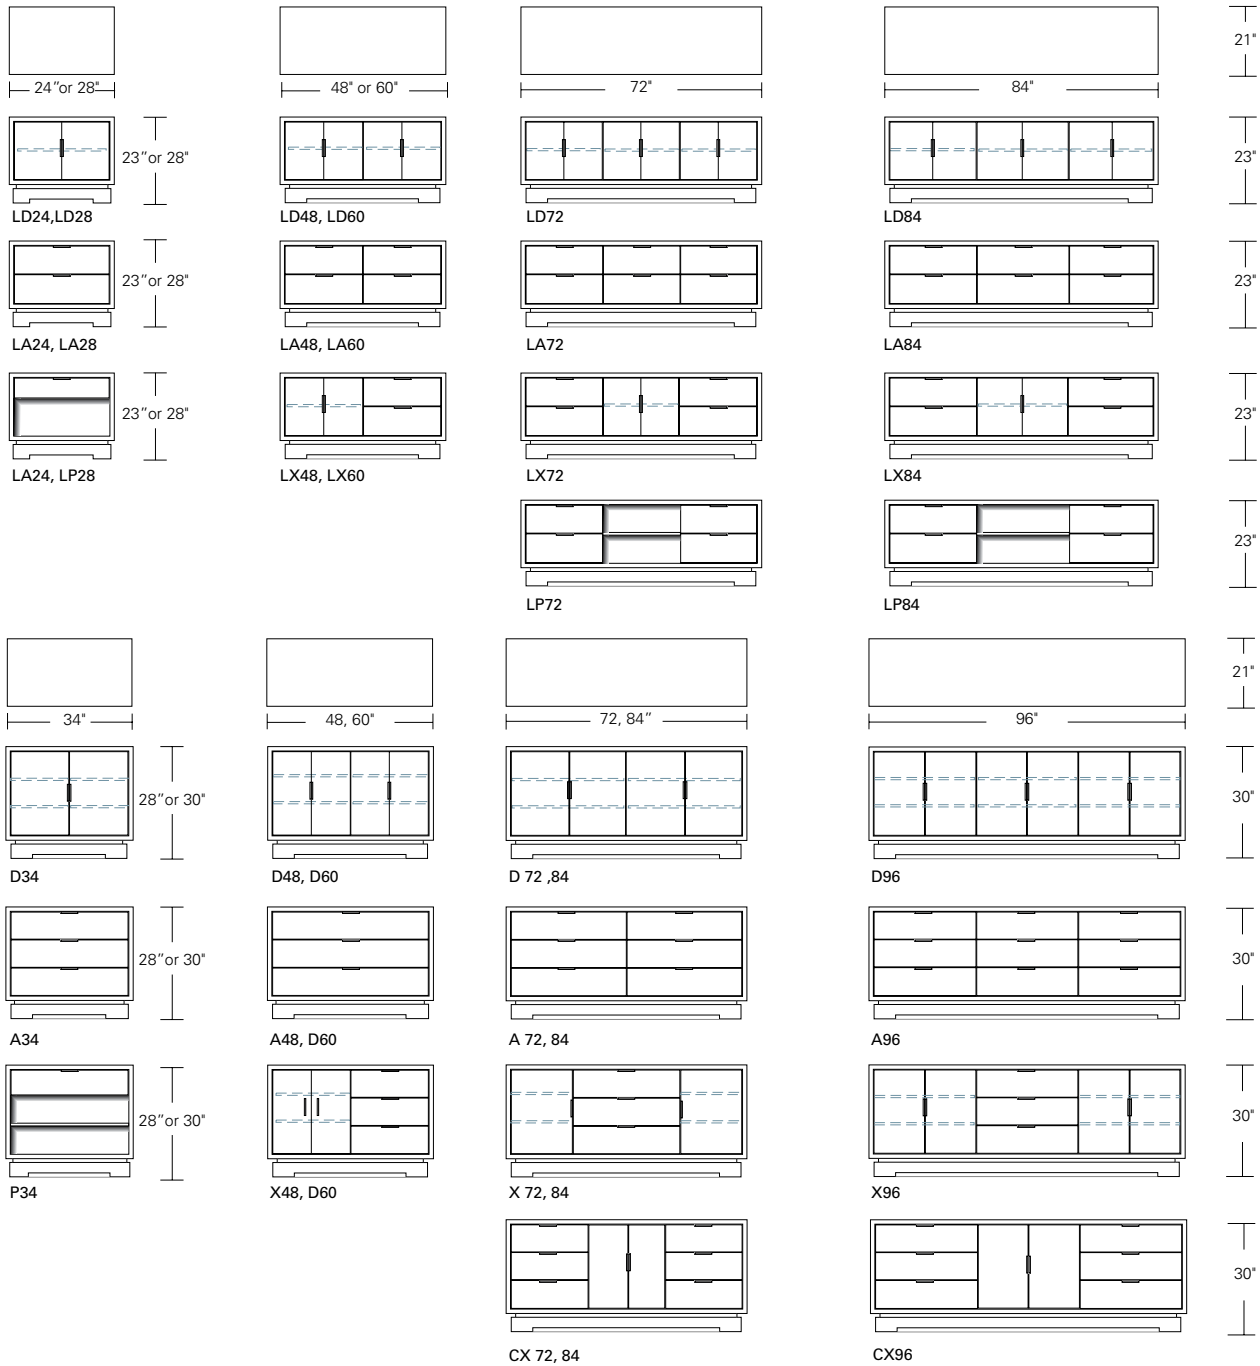 21"
24″or 28"
48" or 60"
72"
84"
23″or 28"
23"
LD24,LD28
LD48, LD60
LD72
LD84
23″or 28"
23"
LA24, LA28
LA48, LA60
LA72
LA84
23″or 28"
23"
LA24, LP28
LX48, LX60
LX72
LX84
23"
LP72
LP84
21"
34"
48, 60"
72, 84″
96"
28″or 30"
30"
D34
D48, D60
D 72 ,84
D96
28″or 30"
30"
A34
A48, D60
A 72, 84
A96
28″or 30"
30"
P34
X48, D60
X 72, 84
X96
30"
CX 72, 84
CX96